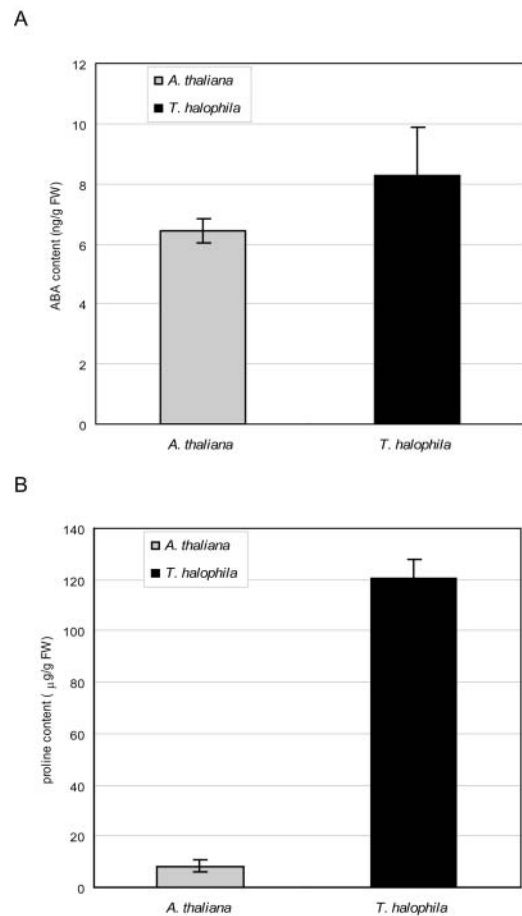 A
12
10
8
6
4
2
0
ABA content (ng/g FW)
A. thaliana
T. halophila
A. thaliana
T. halophila
B
140
120
100
80
60
40
20
0
proline content ( μg/g FW)
A. thaliana
T. halophila
A. thaliana
T. halophila